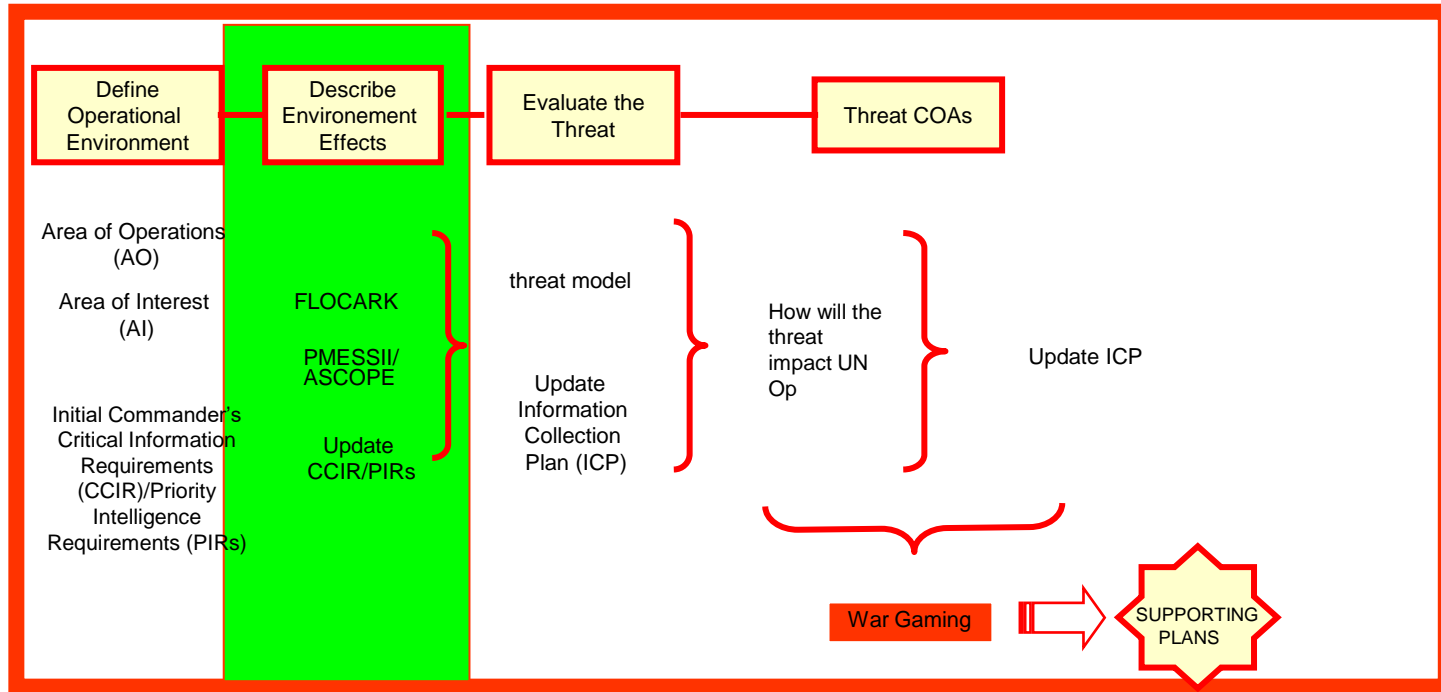 Define
Operational
Environment
Describe
Environement
Effects
Evaluate the
Threat
Threat COAs
Area of Operations
(AO)
Area of Interest
(AI)
Initial Commander's
Critical Information
Requirements
(CCIR)/Priority
Intelligence
Requirements (PIRs)
FLOCARK
PMESSII/
ASCOPE
Update
CCIR/PIRs
threat model
Update
Information
Collection
Plan (ICP)
How will the
threat
impact UN
Op
Update ICP
War Gaming
SUPPORTING
PLANS